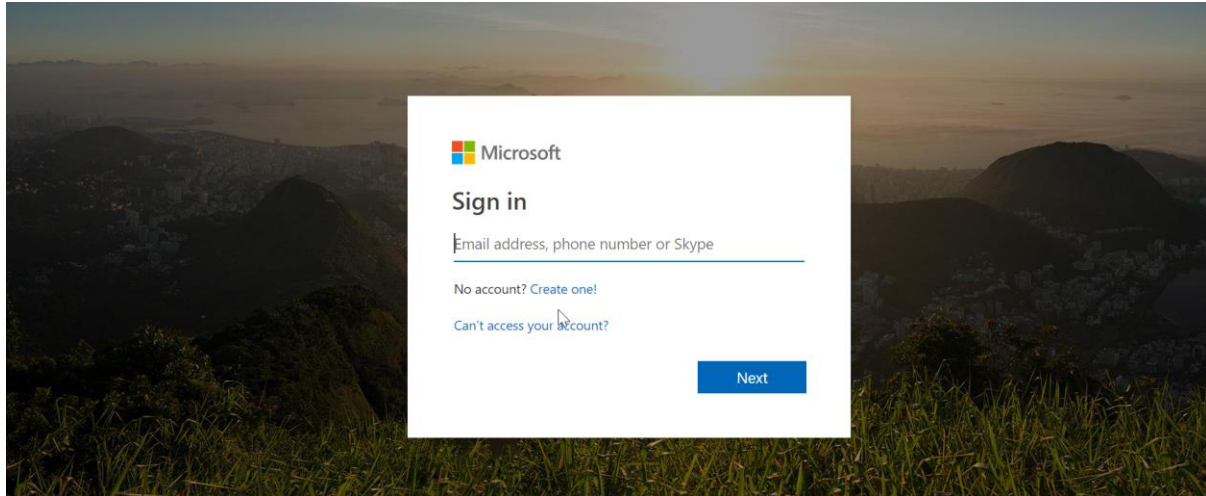 Microsoft
Sign in
Email address, phone number or Skype
No account? Create one!
Can't access your account?
Next